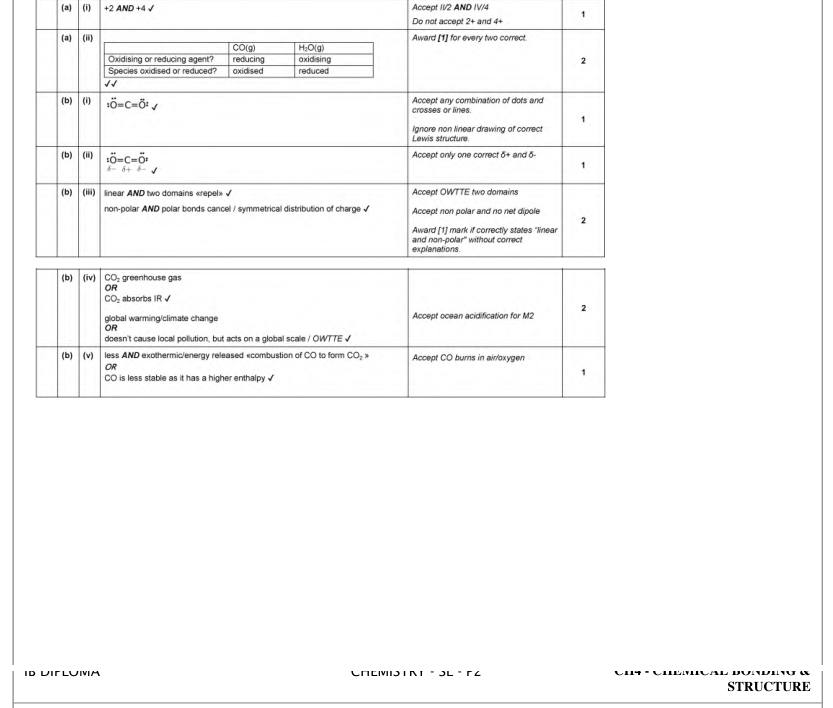 (a) (i) +2 AND +4 ✓ Accept II/2 AND IV/4 1
Do not accept 2+ and 4+
(a) (ii) Award [1] for every two correct. 2
CO(g) H₂O(g)
Oxidising or reducing agent? reducing oxidising
Species oxidised or reduced? oxidised reduced
✓✓
(b) (i) :Ö=C=Ö: ✓ Accept any combination of dots and
crosses or lines. 1
Ignore non linear drawing of correct
Lewis structure.
(b) (ii) :Ö=C=Ö: Accept only one correct δ+ and δ- 1
δ− δ+ δ− ✓
(b) (iii) linear AND two domains «repel» ✓ Accept OWTTE two domains
non-polar AND polar bonds cancel / symmetrical distribution of charge ✓ Accept non polar and no net dipole 2
Award [1] mark if correctly states "linear
and non-polar" without correct
explanations.
(b) (iv) CO₂ greenhouse gas
OR
CO₂ absorbs IR ✓ 2
global warming/climate change Accept ocean acidification for M2
OR
doesn't cause local pollution, but acts on a global scale / OWTTE ✓
(b) (v) less AND exothermic/energy released «combustion of CO to form CO₂ » Accept CO burns in air/oxygen
OR 1
CO is less stable as it has a higher enthalpy ✓
IB DIPLOMA CHEMISTRY • SL • P2 CH4 - CHEMICAL BONDING &
STRUCTURE